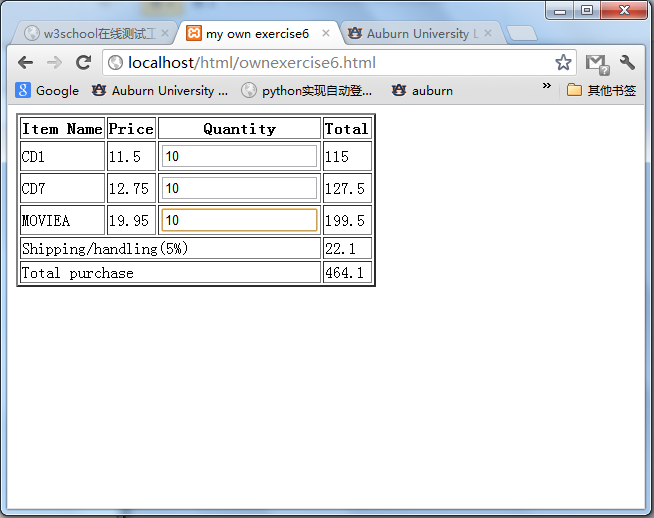 w3school在线测试工
my own exercise6
Auburn University L
localhost/html/ownexercise6.html
Google
Auburn University ...
python实现自动登...
auburn
»
其他书签
Item Name Price Quantity Total
CD1 11.5 10 115
CD7 12.75 10 127.5
MOVIEA 19.95 10 199.5
Shipping/handling(5%) 22.1
Total purchase 464.1